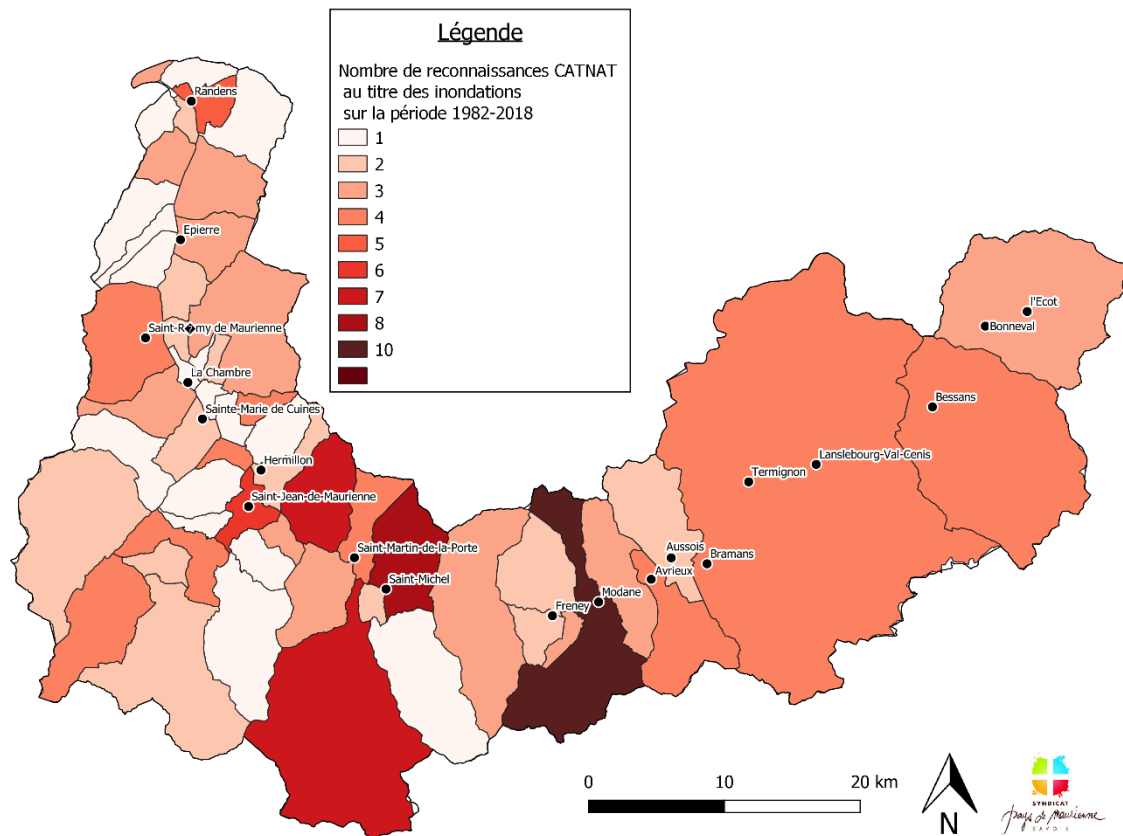 Légende
Nombre de reconnaissances CATNAT
au titre des inondations
sur la période 1982-2018
1
2
3
4
5
6
7
8
10
Randens
Epierre
Saint-R�my de Maurienne
La Chambre
Sainte-Marie de Cuines
Hermillon
Saint-Jean-de-Maurienne
Saint-Martin-de-la-Porte
Saint-Michel
Freney
Modane
Avrieux
Aussois
Bramans
Termignon
Lanslebourg-Val-Cenis
Bessans
Bonneval
l'Ecot
0 10 20 km
N
SYNDICAT
pays de maurienne
SAVOIE